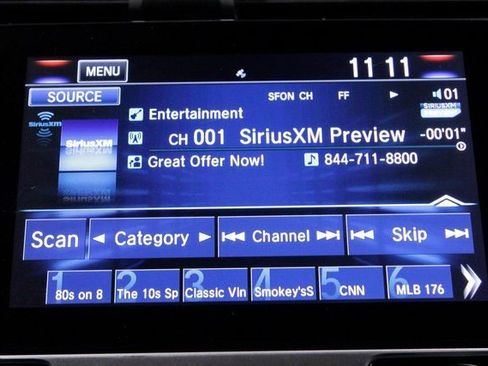 MENU
11 11
SOURCE
SFON CH FF
01
SiriusXM
SIRIUSXM
SiriusXM
Entertainment
CH 001 SiriusXM Preview -00'01"
Great Offer Now! 844-711-8800
Scan
Category
Channel
Skip
1 80s on 8
2 The 10s Sp
3 Classic Vin
4 Smokey'sS
5 CNN
6 MLB 176